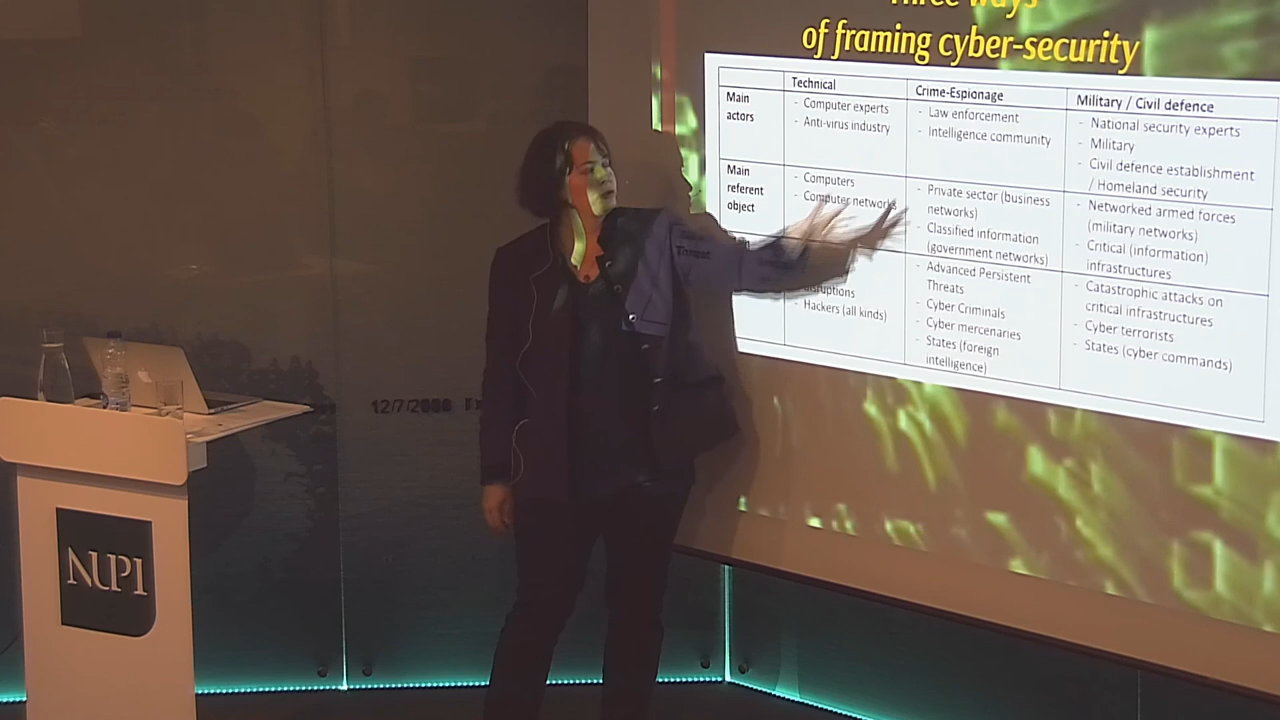 Three ways
of framing cyber-security
Technical
Crime-Espionage
Military / Civil defence
Main
actors
- Computer experts
- Anti-virus industry
- Law enforcement
- Intelligence community
- National security experts
- Military
- Civil defence establishment
/ Homeland security
Main
referent
object
- Computers
- Computer networks
- Private sector (business
networks)
- Classified information
(government networks)
- Networked armed forces
(military networks)
- Critical (information)
infrastructures
Threat
- Hackers (all kinds)
- Advanced Persistent
Threats
- Cyber Criminals
- Cyber mercenaries
- States (foreign
intelligence)
- Catastrophic attacks on
critical infrastructures
- Cyber terrorists
- States (cyber commands)
NUPI